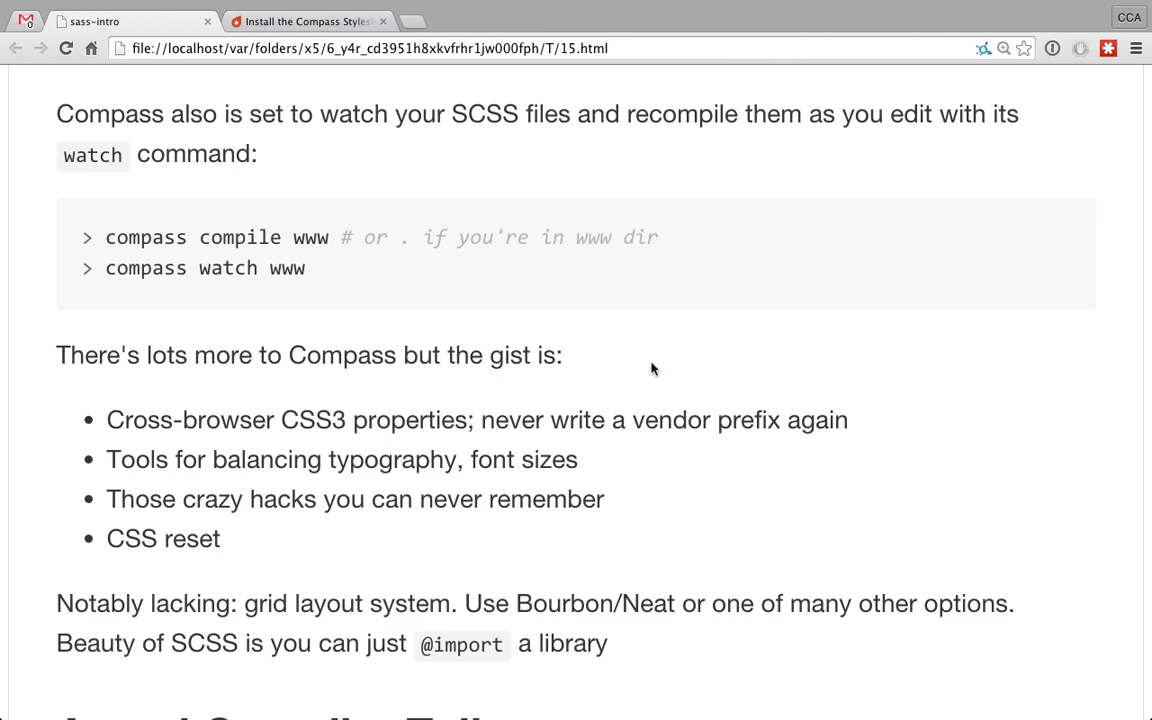 CCA
0
sass-intro
Install the Compass Stylesh
file://localhost/var/folders/x5/6_y4r_cd3951h8xkvfrhr1jw000fph/T/15.html
Compass also is set to watch your SCSS files and recompile them as you edit with its
watch command:
> compass compile www # or . if you're in www dir
> compass watch www
There's lots more to Compass but the gist is:
• Cross-browser CSS3 properties; never write a vendor prefix again
• Tools for balancing typography, font sizes
• Those crazy hacks you can never remember
• CSS reset
Notably lacking: grid layout system. Use Bourbon/Neat or one of many other options.
Beauty of SCSS is you can just @import a library